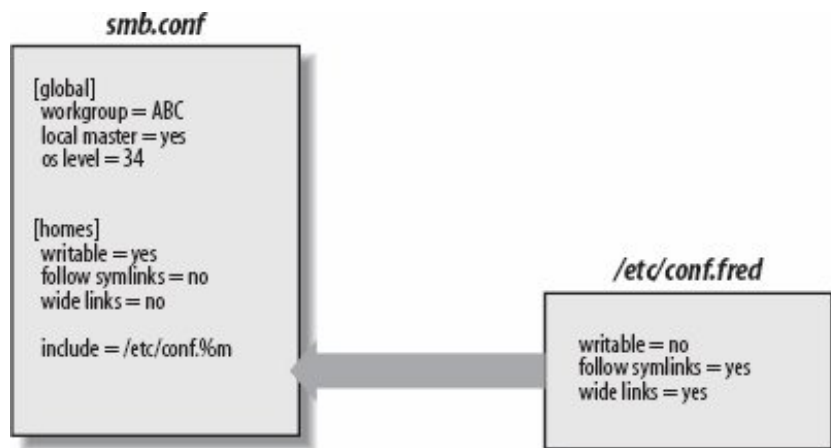 smb.conf
[global]
workgroup = ABC
local master = yes
os level = 34
[homes]
writable = yes
follow symlinks = no
wide links = no
include = /etc/conf.%m
/etc/conf.fred
writable = no
follow symlinks = yes
wide links = yes